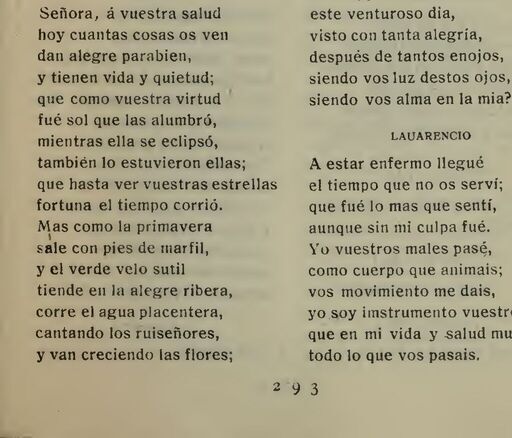 Señora, á vuestra salud
hoy cuantas cosas os ven
dan alegre parabien,
y tienen vida y quietud;
que como vuestra virtud
fué sol que las alumbró,
mientras ella se eclipsó,
también lo estuvieron ellas;
que hasta ver vuestras estrellas
fortuna el tiempo corrió.
Mas como la primavera
sale con pies de marfil,
y el verde velo sutil
tiende en la alegre ribera,
corre el agua placentera,
cantando los ruiseñores,
y van creciendo las flores;
este venturoso dia,
visto con tanta alegría,
después de tantos enojos,
siendo vos luz destos ojos,
siendo vos alma en la mia?
LAUARENCIO
A estar enfermo llegué
el tiempo que no os serví;
que fué lo mas que sentí,
aunque sin mi culpa fué.
Yo vuestros males pasé,
como cuerpo que animais;
vos movimiento me dais,
yo soy imstrumento vuestr
que en mi vida y salud mu
todo lo que vos pasais.
2 9 3